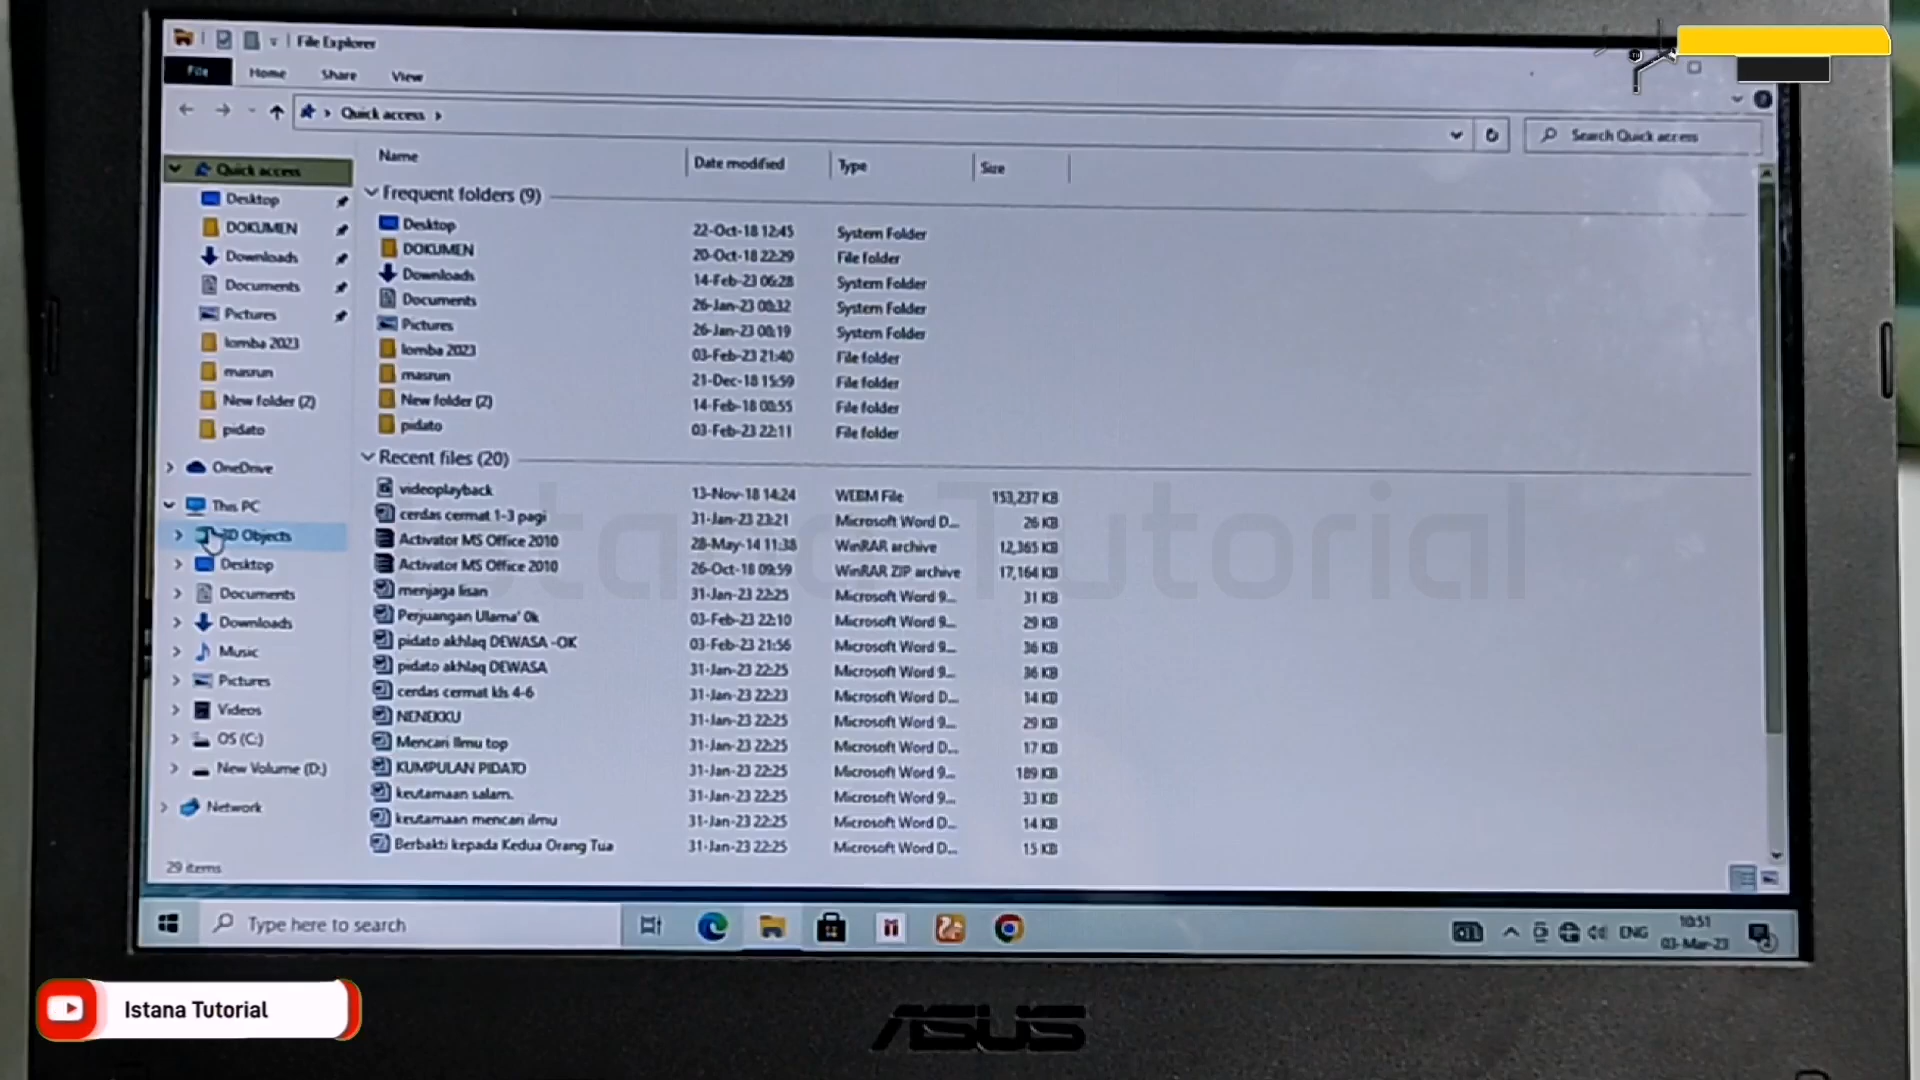 File Explorer
File Home Share View
Quick access
Search Quick access
Name Date modified Type Size
Quick access
Desktop
DOKUMEN
Downloads
Documents
Pictures
lomba 2023
masrun
New folder (2)
pidato
OneDrive
This PC
3D Objects
Desktop
Documents
Downloads
Music
Pictures
Videos
OS (C:)
New Volume (D:)
Network
Frequent folders (9)
Desktop 22-Oct-18 12:45 System Folder
DOKUMEN 20-Oct-18 22:29 File folder
Downloads 14-Feb-23 06:28 System Folder
Documents 26-Jan-23 08:32 System Folder
Pictures 26-Jan-23 08:19 System Folder
lomba 2023 03-Feb-23 21:40 File folder
masrun 21-Dec-18 15:59 File folder
New folder (2) 14-Feb-18 08:55 File folder
pidato 03-Feb-23 22:11 File folder
Recent files (20)
videoplayback 13-Nov-18 14:24 WEBM File 153,237 KB
cerdas cermat 1-3 pagi 31-Jan-23 23:21 Microsoft Word D... 26 KB
Activator MS Office 2010 28-May-14 11:38 WinRAR archive 12,365 KB
Activator MS Office 2010 26-Oct-18 09:59 WinRAR ZIP archive 17,164 KB
menjaga lisan 31-Jan-23 22:25 Microsoft Word 9... 31 KB
Perjuangan Ulama' 0k 03-Feb-23 22:10 Microsoft Word 9... 29 KB
pidato akhlaq DEWASA -OK 03-Feb-23 21:56 Microsoft Word 9... 36 KB
pidato akhlaq DEWASA 31-Jan-23 22:25 Microsoft Word 9... 36 KB
cerdas cermat kls 4-6 31-Jan-23 22:23 Microsoft Word D... 14 KB
NENEKKU 31-Jan-23 22:25 Microsoft Word 9... 29 KB
Mencari Ilmu top 31-Jan-23 22:25 Microsoft Word D... 17 KB
KUMPULAN PIDATO 31-Jan-23 22:25 Microsoft Word 9... 189 KB
keutamaan salam. 31-Jan-23 22:25 Microsoft Word 9... 33 KB
keutamaan mencari ilmu 31-Jan-23 22:25 Microsoft Word D... 14 KB
Berbakti kepada Kedua Orang Tua 31-Jan-23 22:25 Microsoft Word D... 15 KB
29 items
Type here to search
ENG
10:51
03-Mar-23
Istana Tutorial
ASUS